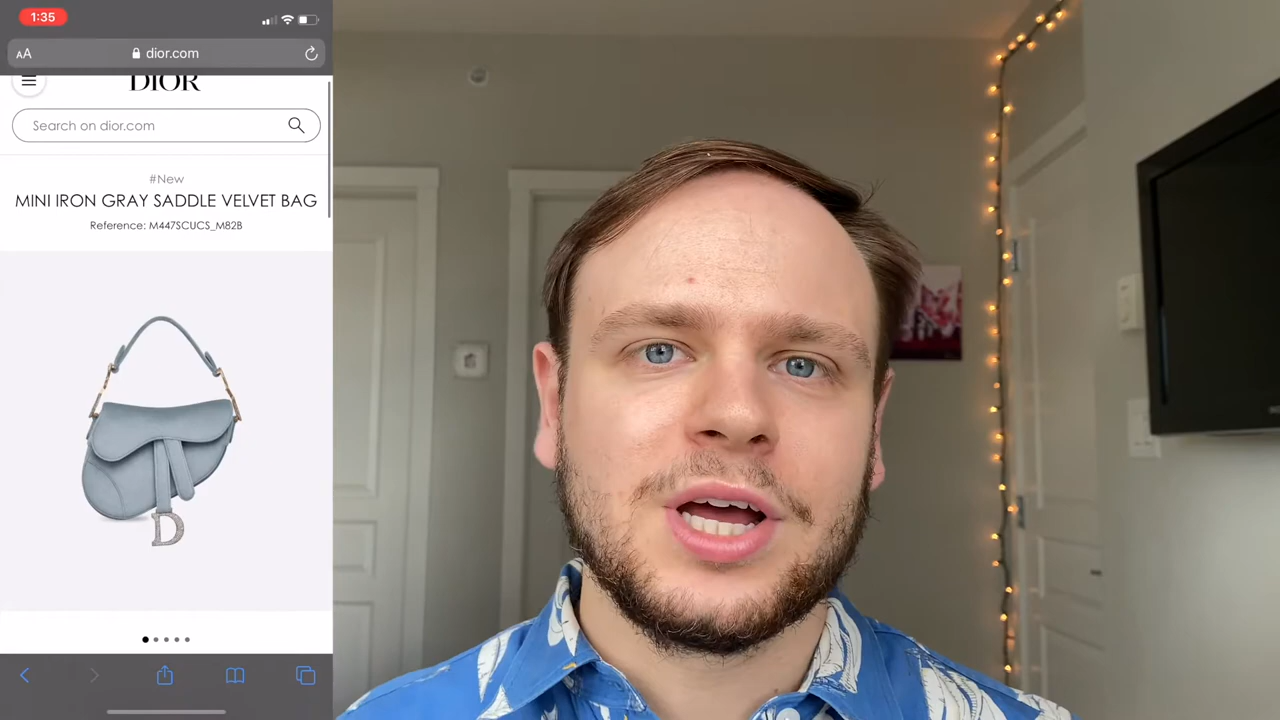 1:35
AA
dior.com
DIOR
Search on dior.com
#New
MINI IRON GRAY SADDLE VELVET BAG
Reference: M447SCUCS_M82B
D